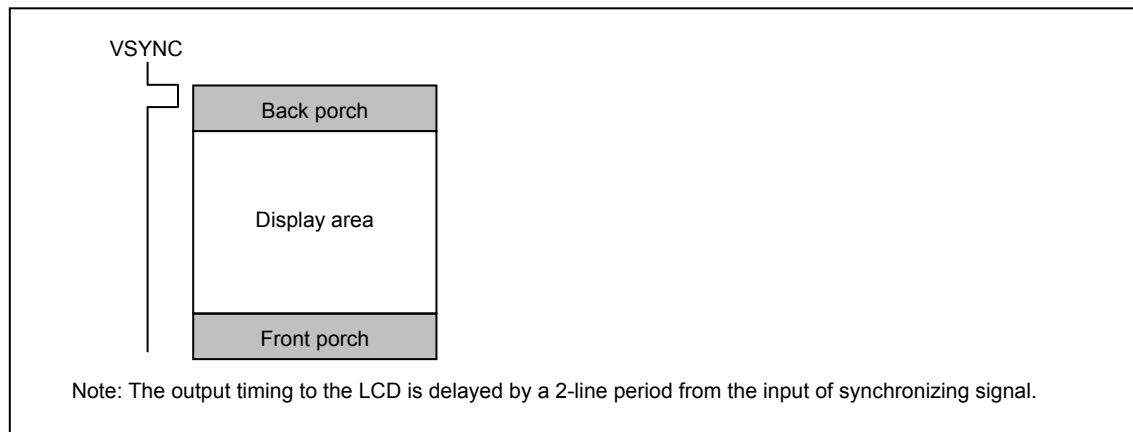 VSYNC
Back porch
Display area
Front porch
Note: The output timing to the LCD is delayed by a 2-line period from the input of synchronizing signal.